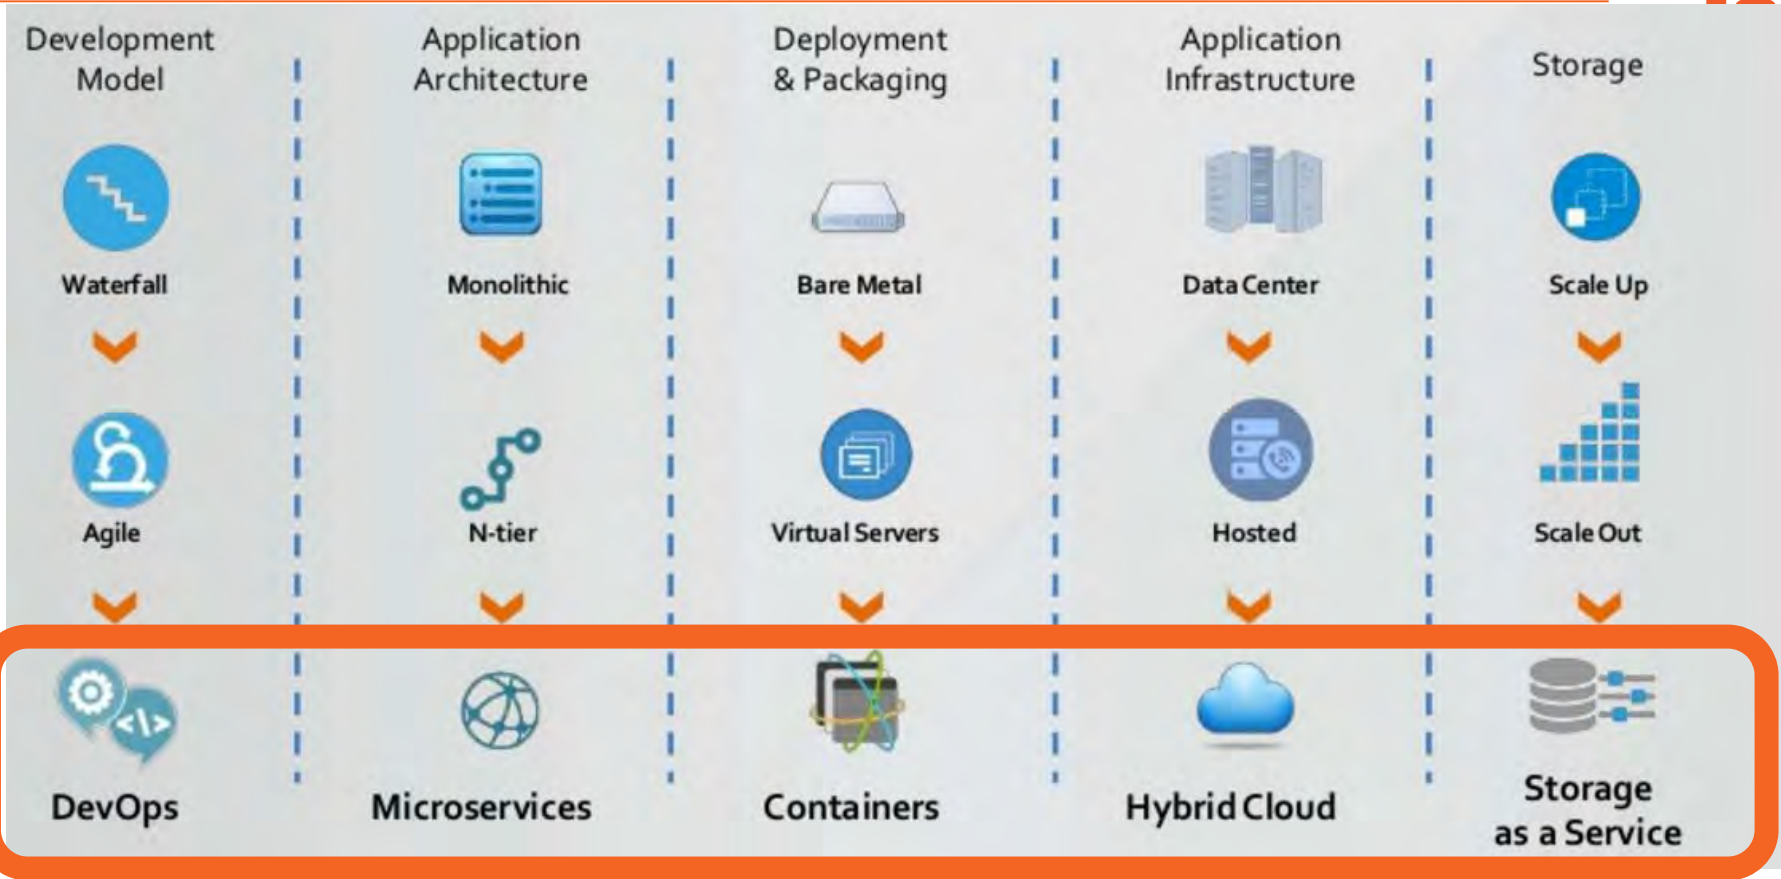 Development
Model
Application
Architecture
Deployment
& Packaging
Application
Infrastructure
Storage
Waterfall
Monolithic
Bare Metal
Data Center
Scale Up
Agile
N-tier
Virtual Servers
Hosted
Scale Out
</\>
DevOps
Microservices
Containers
Hybrid Cloud
Storage
as a Service